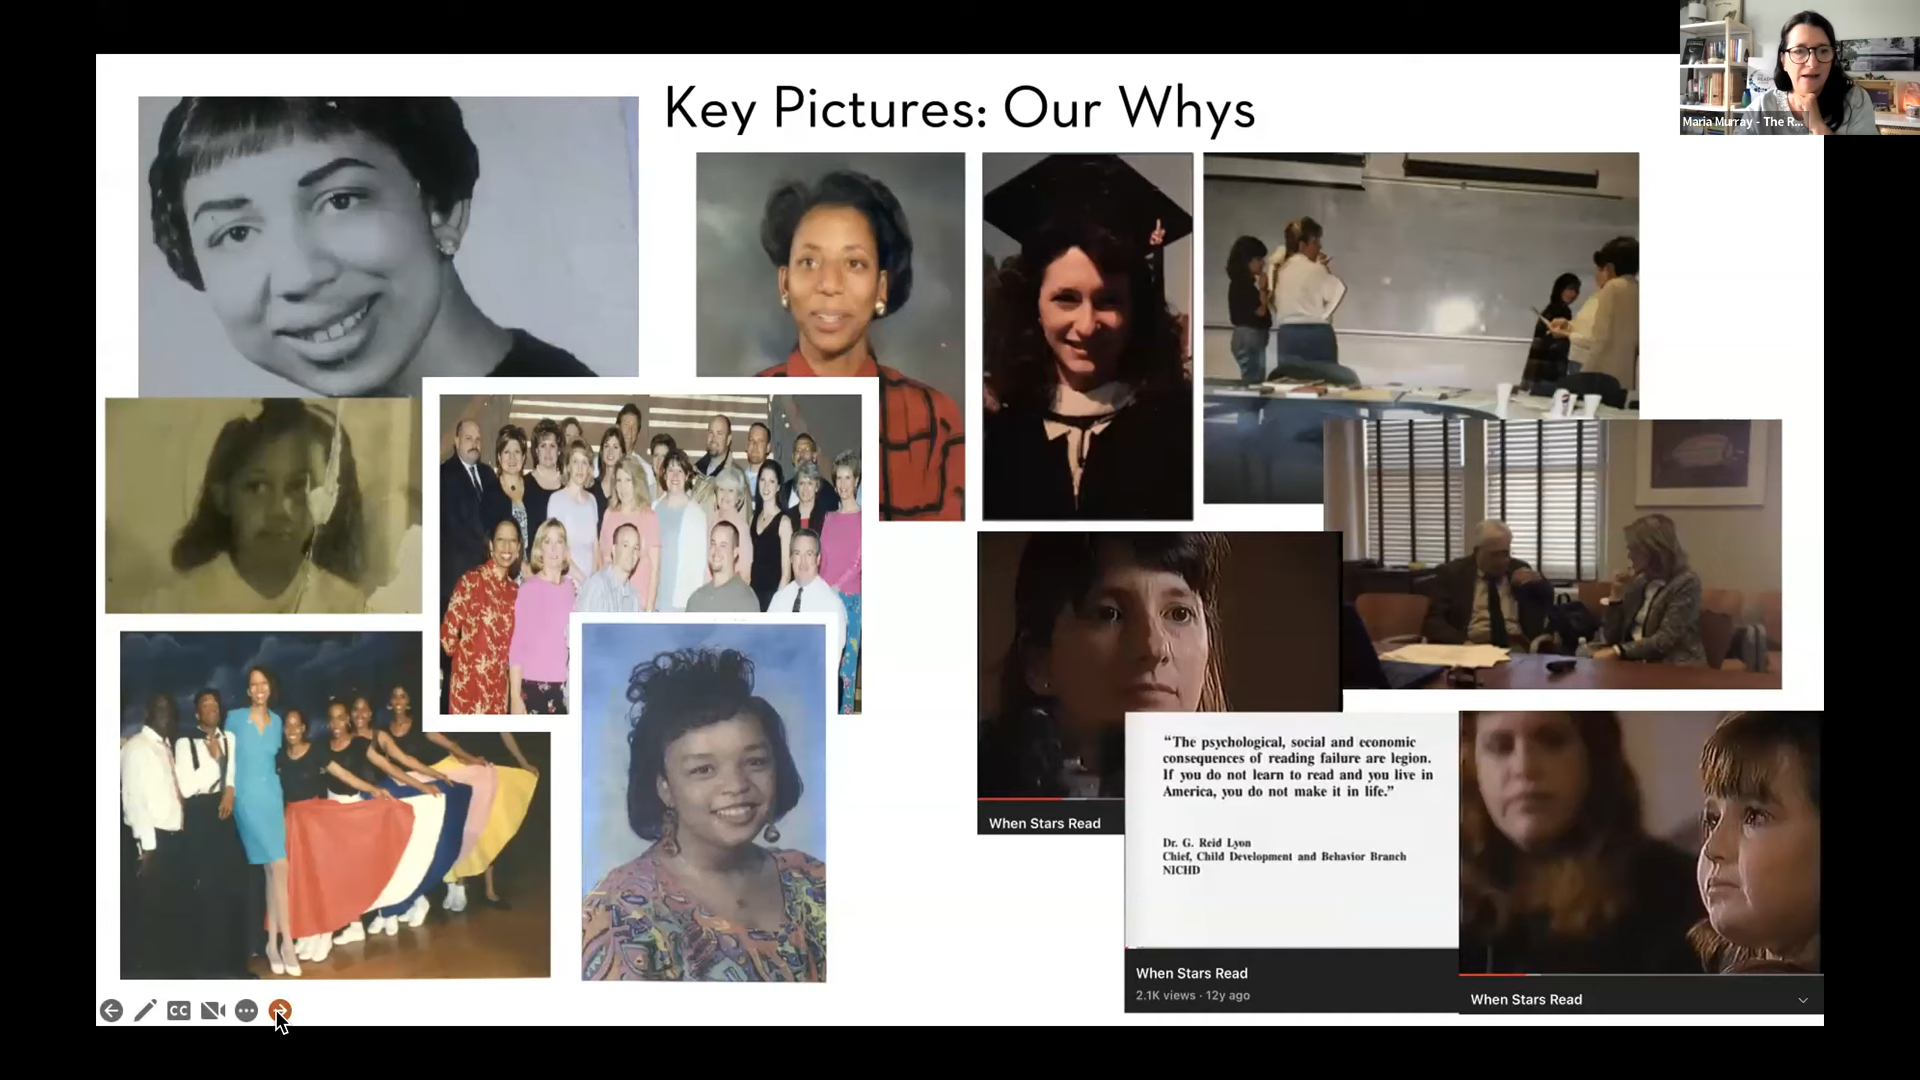 Key Pictures: Our Whys
Maria Murray - The R...
When Stars Read
“The psychological, social and economic
consequences of reading failure are legion.
If you do not learn to read and you live in
America, you do not make it in life.”
Dr. G. Reid Lyon
Chief, Child Development and Behavior Branch
NICHD
When Stars Read
2.1K views · 12y ago
When Stars Read
CC